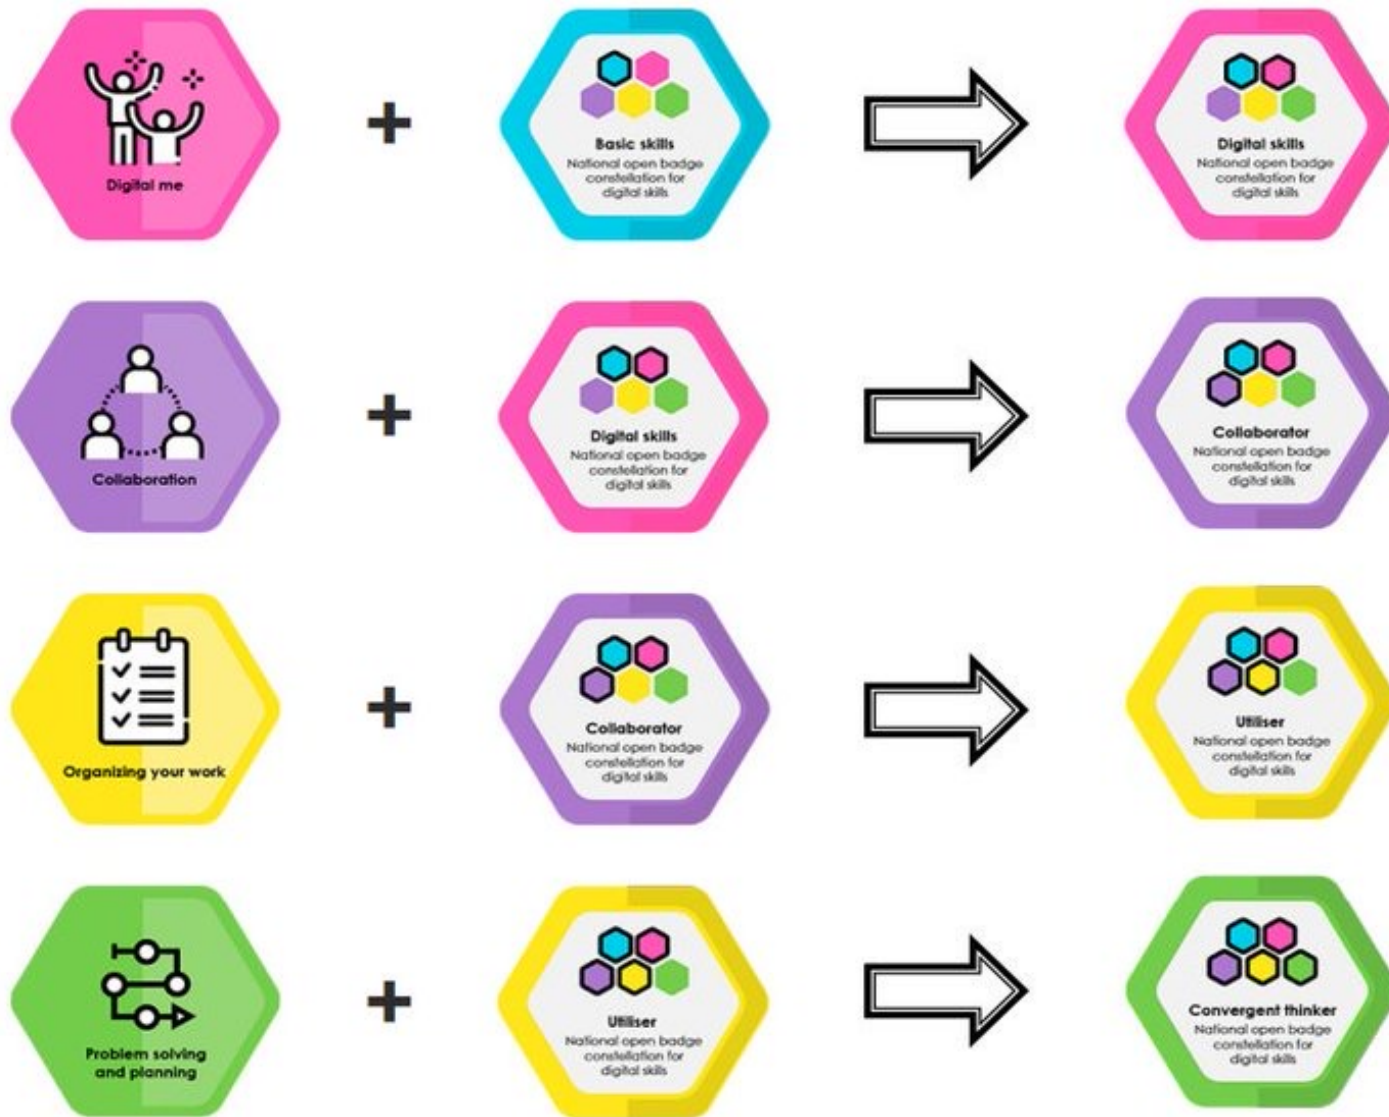 Digital me
+
Basic skills
National open badge
constellation for
digital skills
Digital skills
National open badge
constellation for
digital skills
Collaboration
+
Digital skills
National open badge
constellation for
digital skills
Collaborator
National open badge
constellation for
digital skills
Organizing your work
+
Collaborator
National open badge
constellation for
digital skills
Utiliser
National open badge
constellation for
digital skills
Problem solving
and planning
+
Utiliser
National open badge
constellation for
digital skills
Convergent thinker
National open badge
constellation for
digital skills